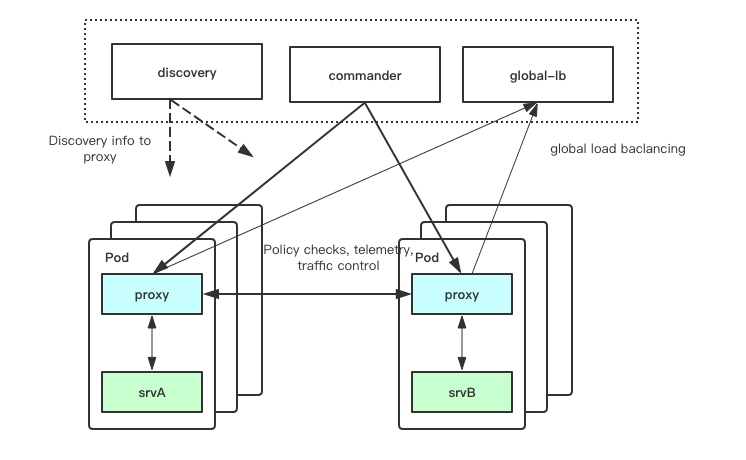 discovery
commander
global-lb
Discovery info to
proxy
global load baclancing
Policy checks, telemetry,
traffic control
Pod
proxy
srvA
Pod
proxy
srvB